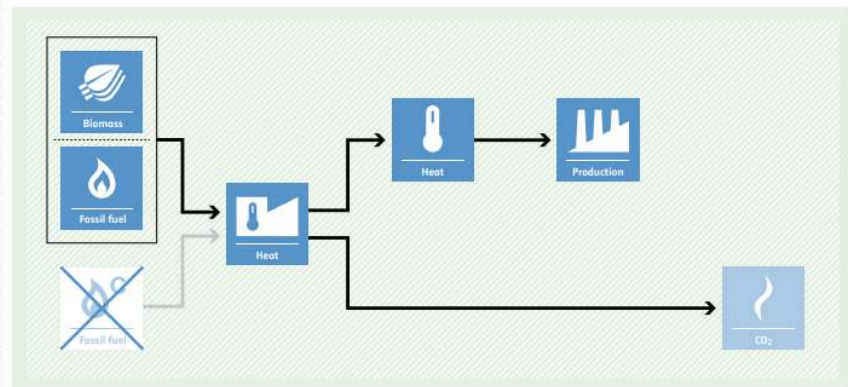 Biomass
Fossil fuel
C
Fossil fuel
Heat
Heat
Production
CO₂